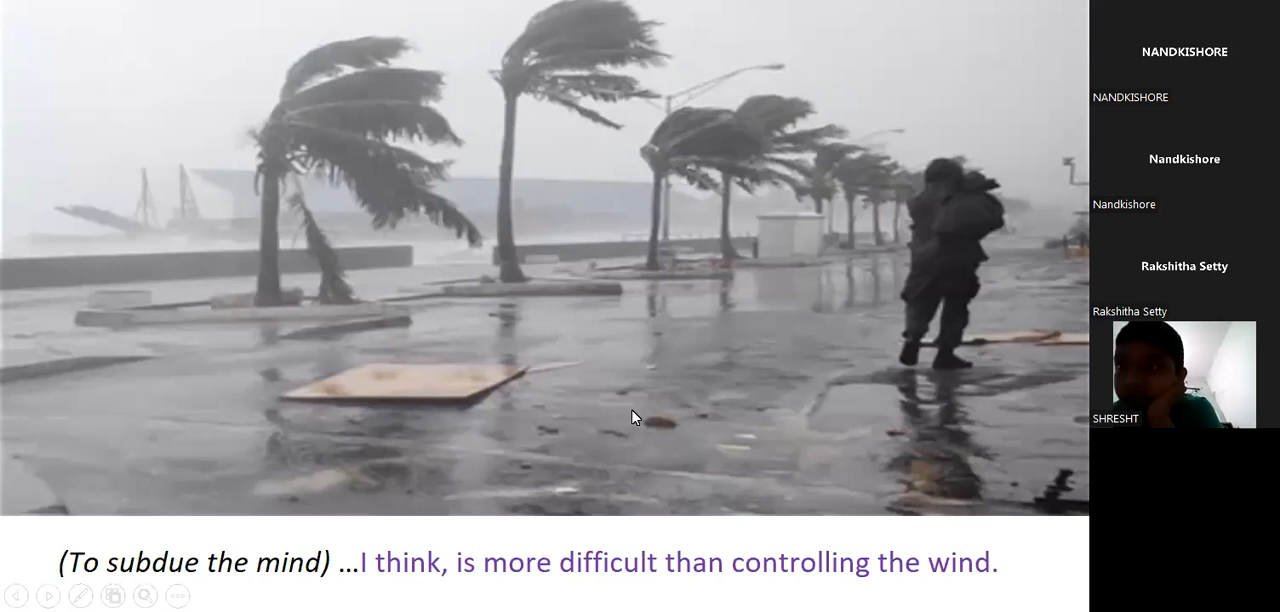 NANDKISHORE
NANDKISHORE
Nandkishore
Nandkishore
Rakshitha Setty
Rakshitha Setty
SHRESHT
(To subdue the mind) …I think, is more difficult than controlling the wind.